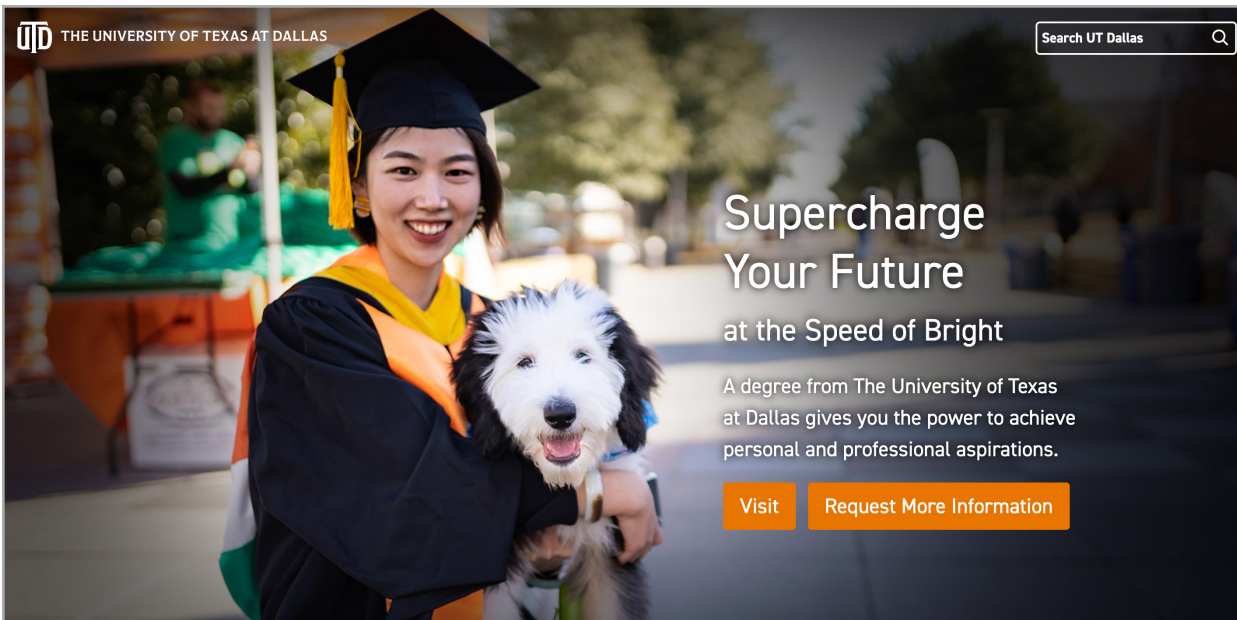 UTD THE UNIVERSITY OF TEXAS AT DALLAS
Search UT Dallas
Supercharge
Your Future
at the Speed of Bright
A degree from The University of Texas
at Dallas gives you the power to achieve
personal and professional aspirations.
Visit
Request More Information